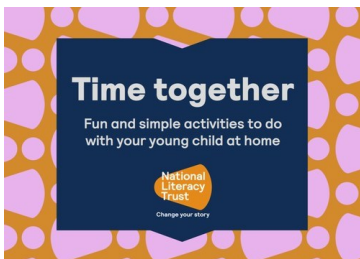 Time together
Fun and simple activities to do
with your young child at home
National
Literacy
Trust
Change your story